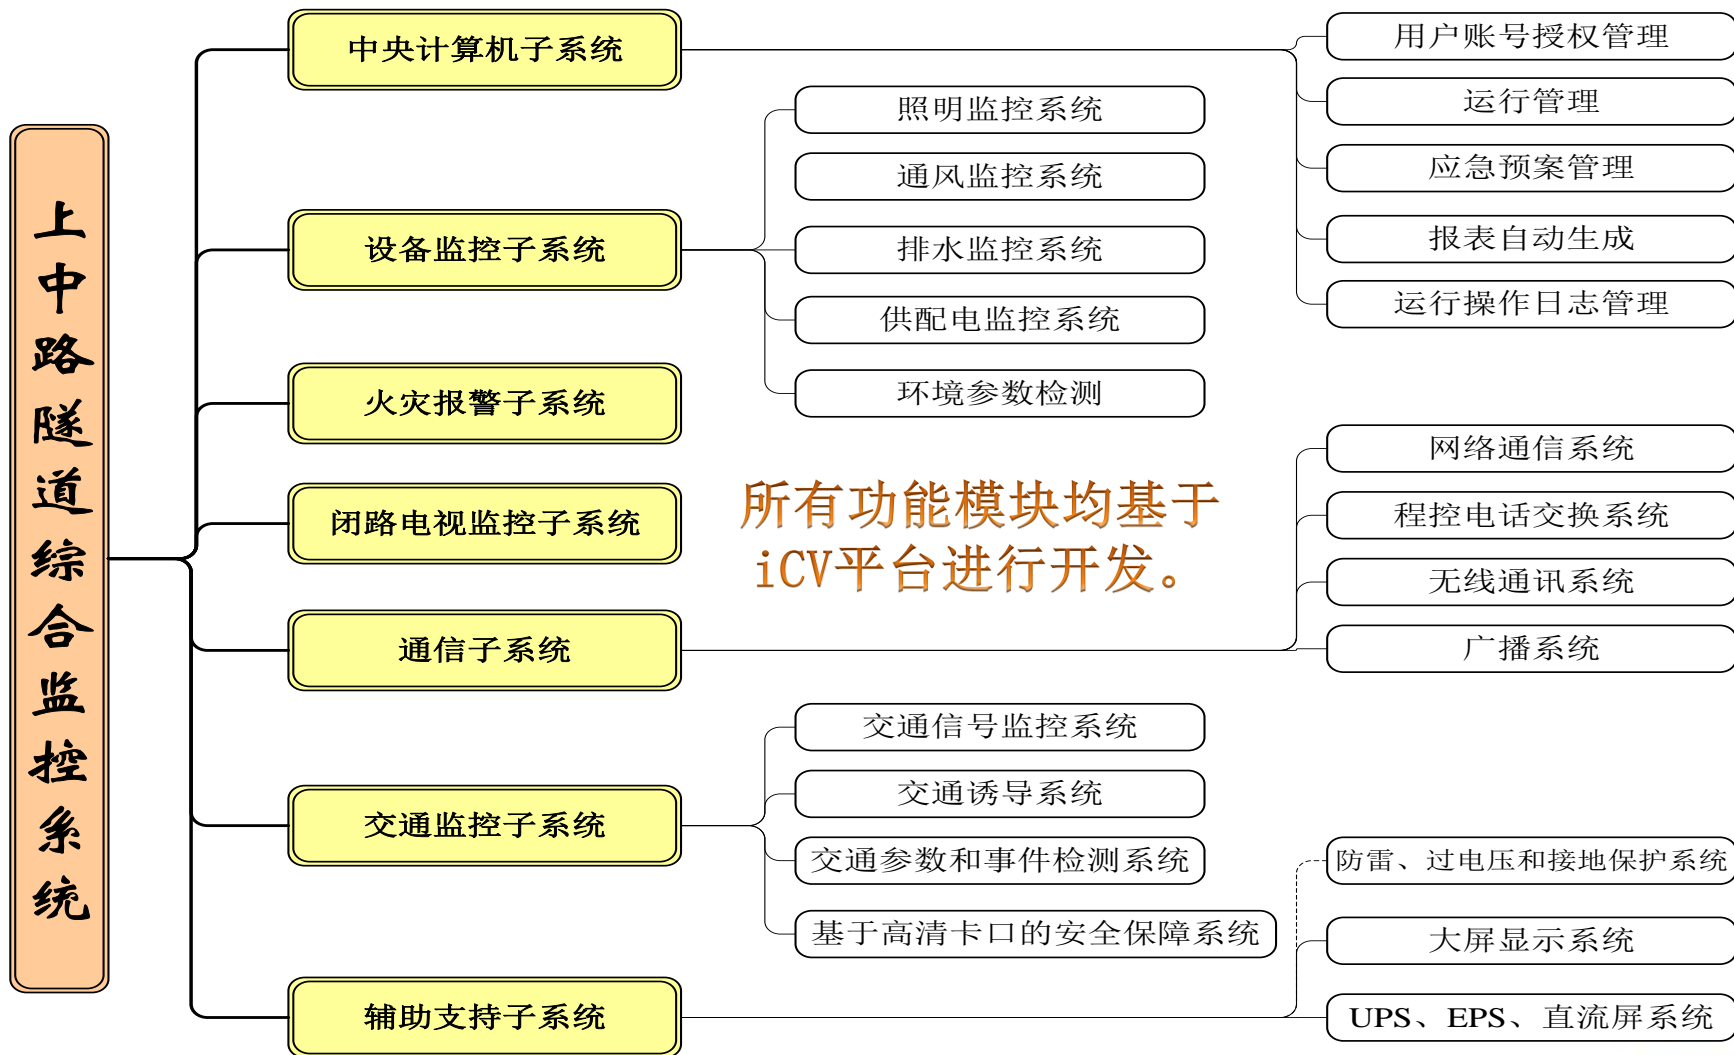 上中路隧道综合监控系统
中央计算机子系统
用户账号授权管理
运行管理
应急预案管理
报表自动生成
运行操作日志管理
设备监控子系统
照明监控系统
通风监控系统
排水监控系统
供配电监控系统
环境参数检测
火灾报警子系统
闭路电视监控子系统
所有功能模块均基于
iCV平台进行开发。
通信子系统
网络通信系统
程控电话交换系统
无线通讯系统
广播系统
交通监控子系统
交通信号监控系统
交通诱导系统
交通参数和事件检测系统
基于高清卡口的安全保障系统
辅助支持子系统
防雷、过电压和接地保护系统
大屏显示系统
UPS、EPS、直流屏系统